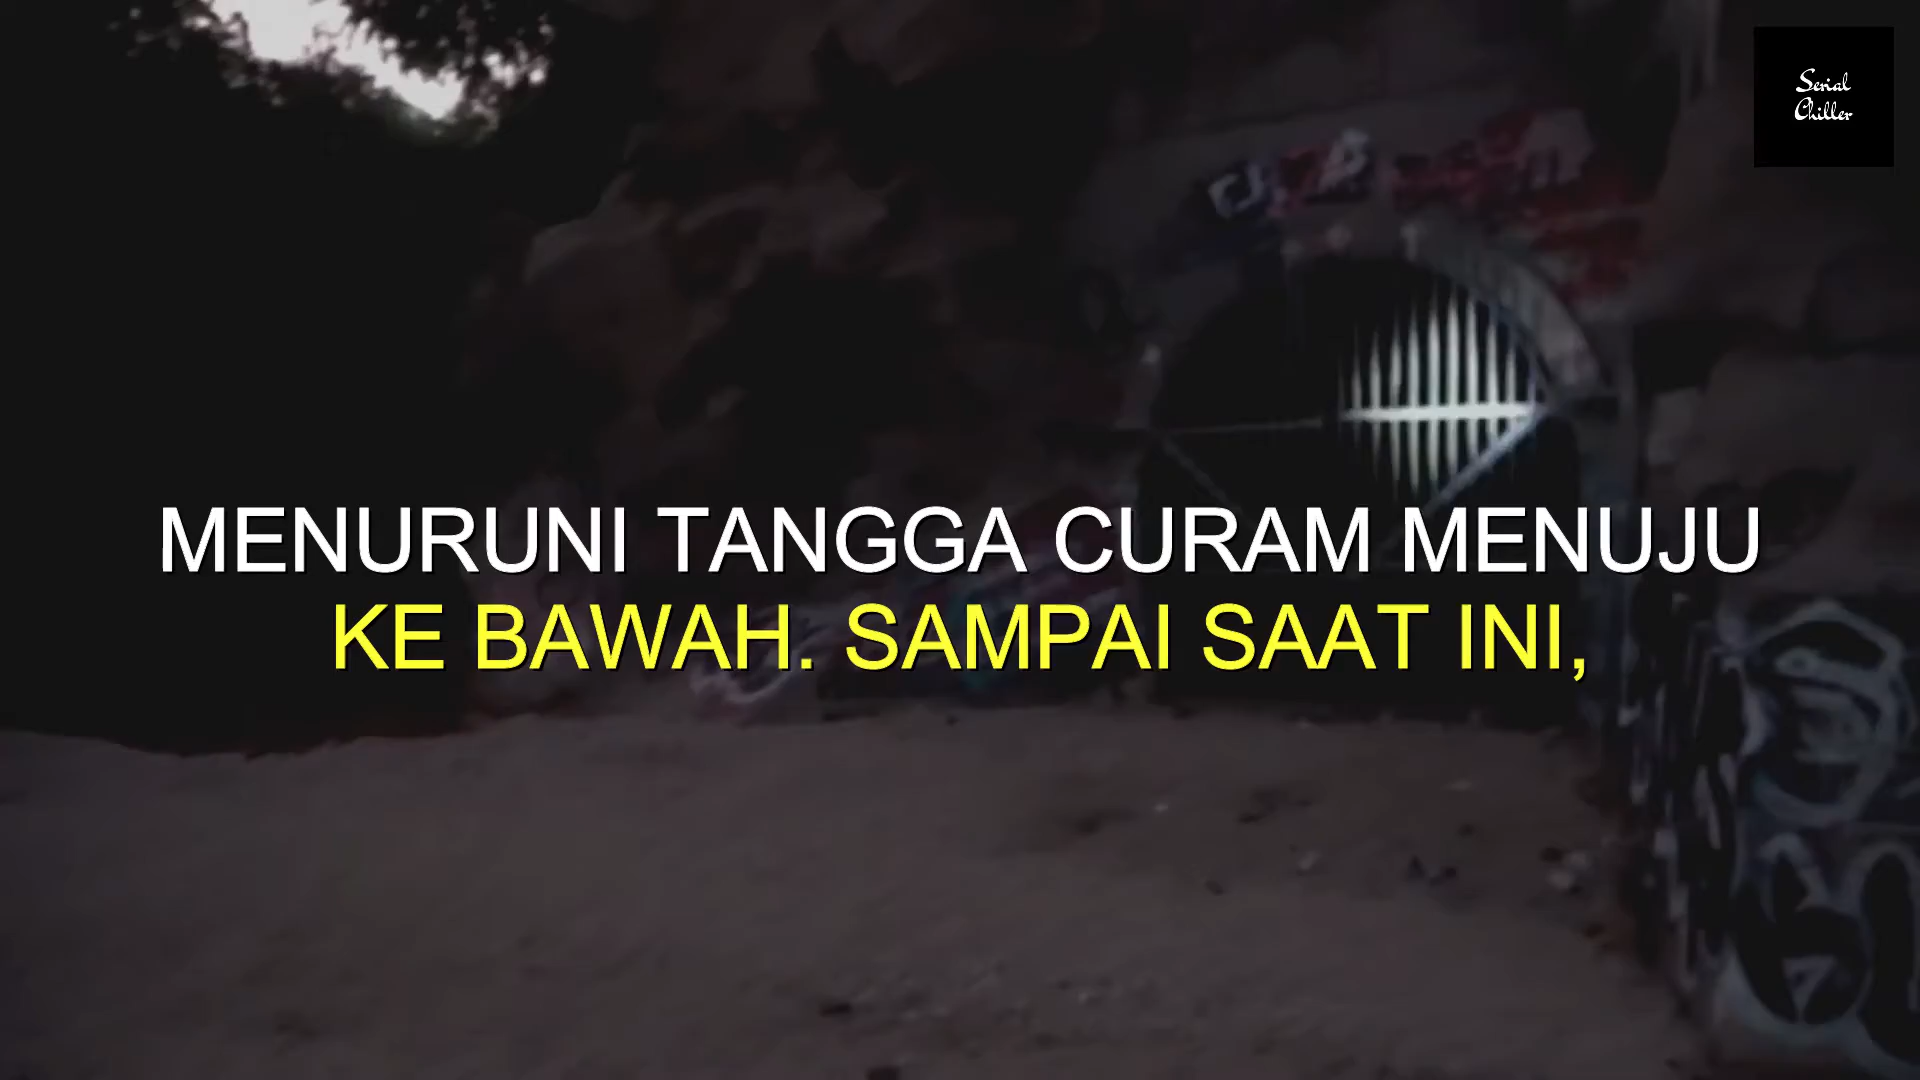 Serial
Chiller
MENURUNI TANGGA CURAM MENUJU
KE BAWAH. SAMPAI SAAT INI,